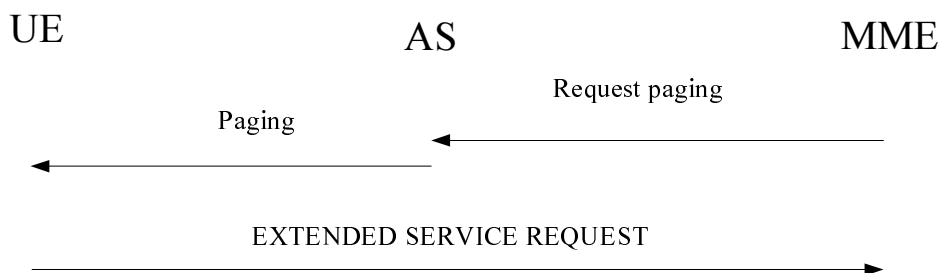 UE AS MME
Request paging
Paging
EXTENDED SERVICE REQUEST